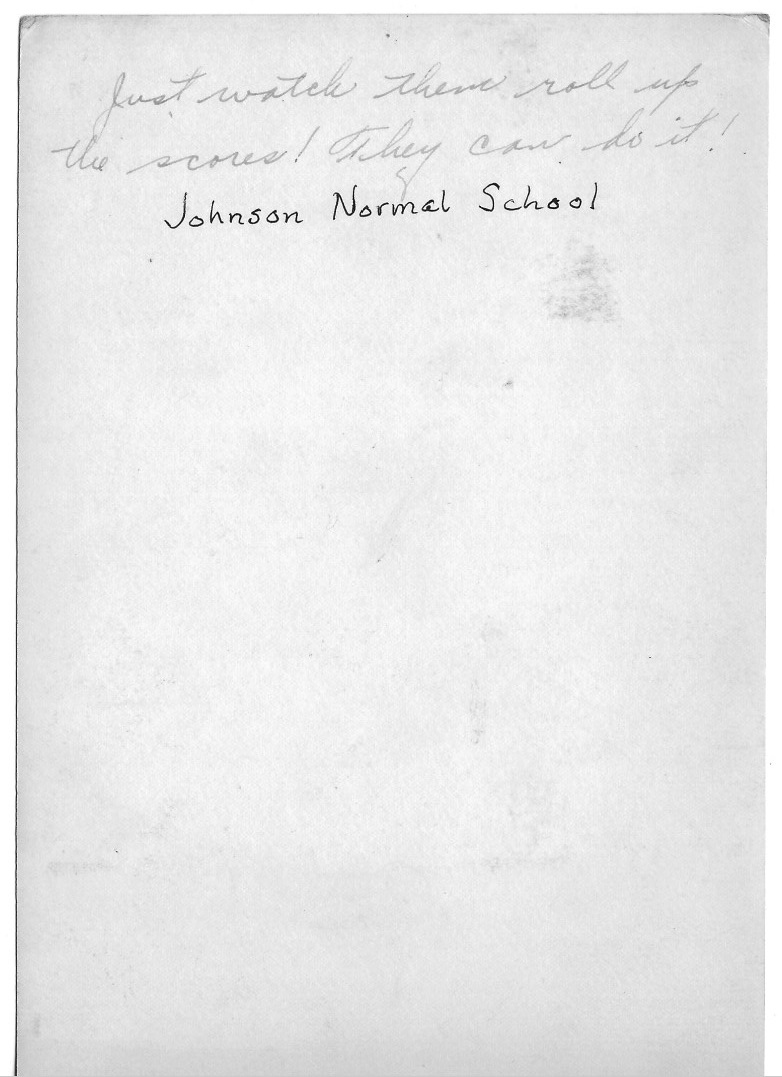 Just watch them roll up
the scores! They can do it!
Johnson Normal School